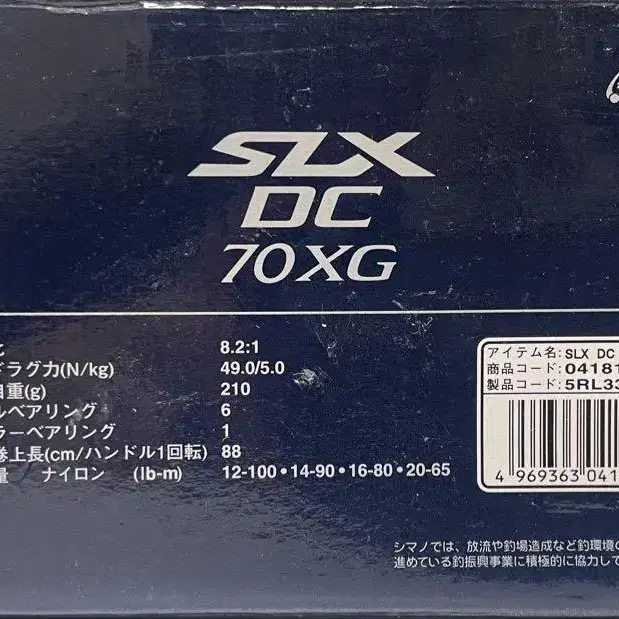 SLX
DC
70XG
8.2:1
ドラグ力(N/kg) 49.0/5.0
自重(g) 210
ルベアリング 6
ラーベアリング 1
巻上長(cm/ハンドル1回転) 88
量 ナイロン (lb-m) 12-100・14-90・16-80・20-65
アイテム名: SLX DC
商品コード: 04181
製品コード: 5RL33
4 969363 041
シマノでは、放流や釣場造成など釣環境の
進めている釣振興事業に積極的に協力して